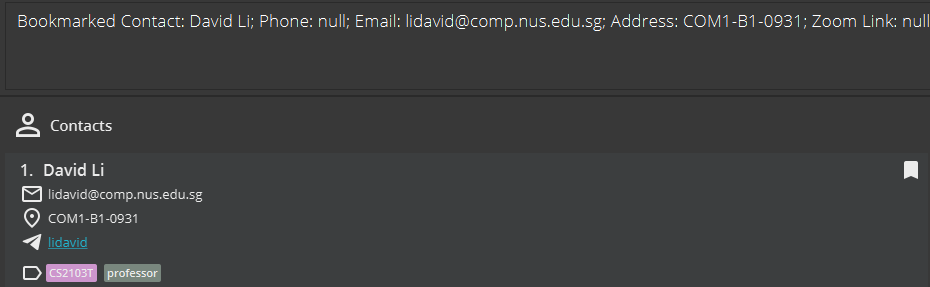 Bookmarked Contact: David Li; Phone: null; Email: lidavid@comp.nus.edu.sg; Address: COM1-B1-0931; Zoom Link: null
Contacts
1. David Li
lidavid@comp.nus.edu.sg
COM1-B1-0931
lidavid
CS2103T professor